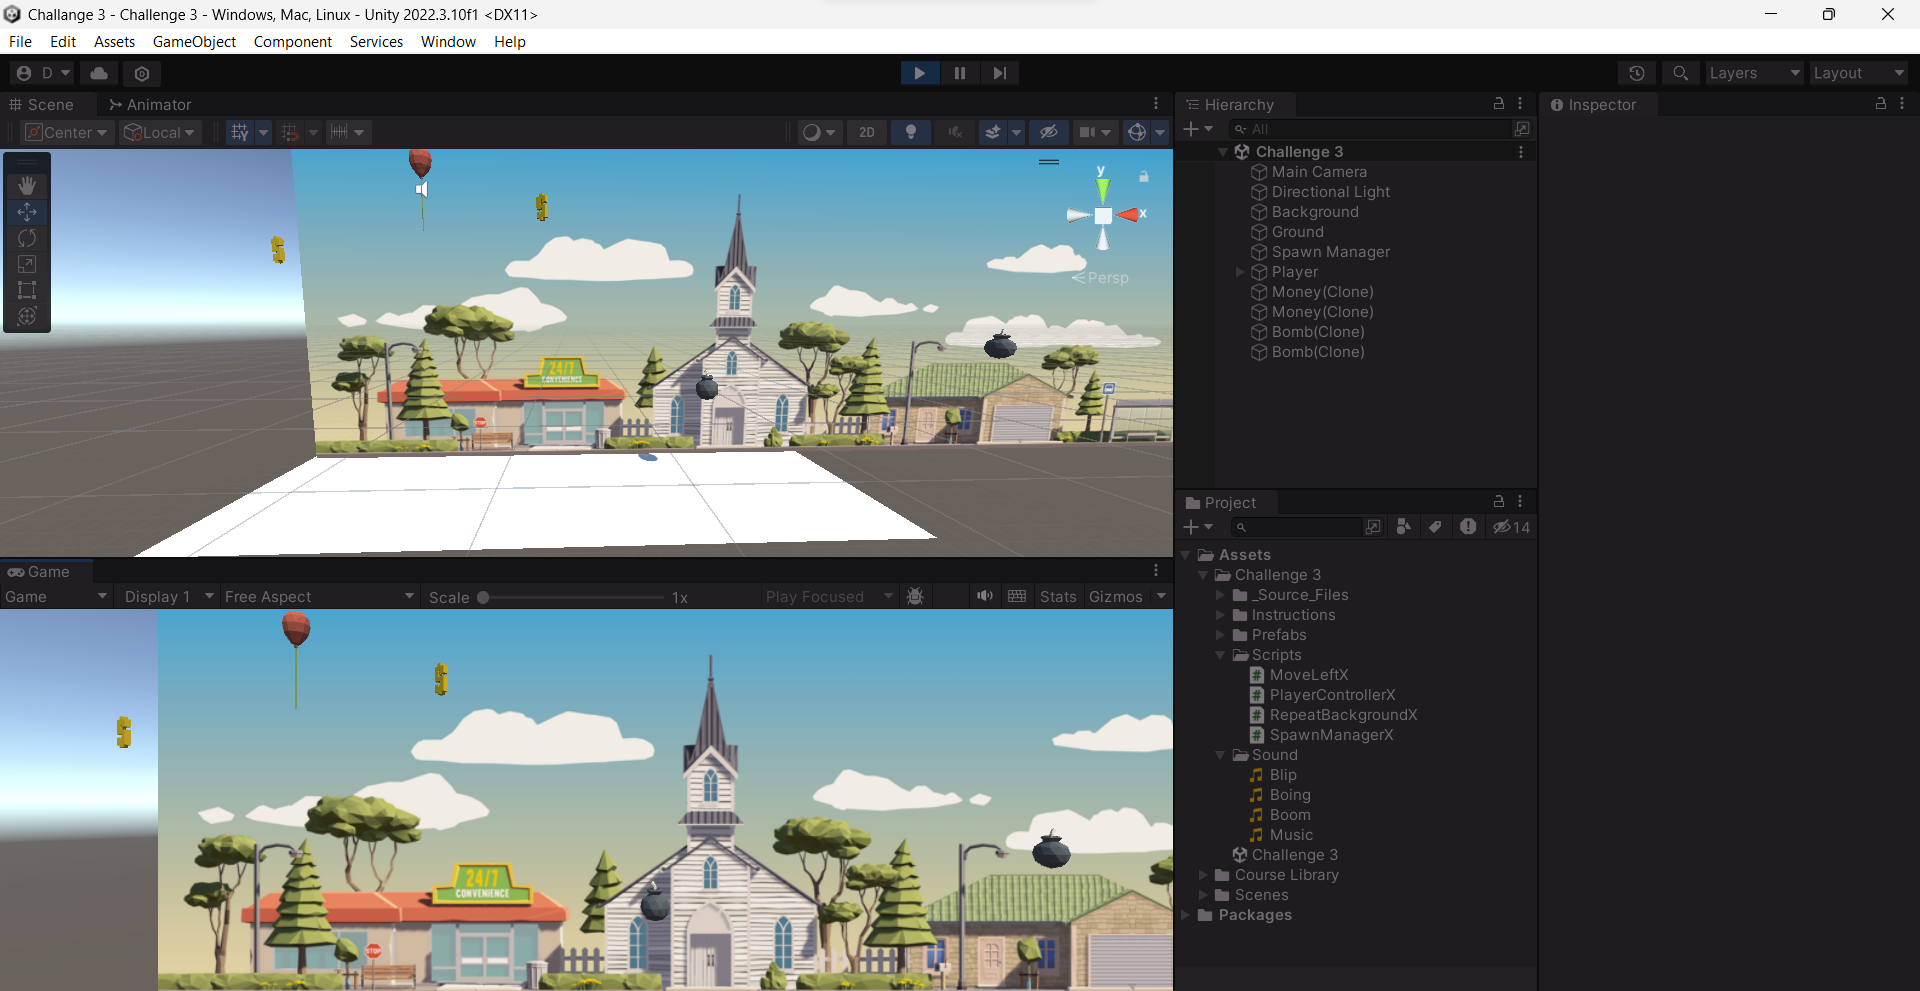 Challange 3 - Challenge 3 - Windows, Mac, Linux - Unity 2022.3.10f1 <DX11>
File Edit Assets GameObject Component Services Window Help
D
Layers Layout
Scene Animator
Center Local 2D
y
x
Persp
24/7
CONVENIENCE
STOP
Game
Game Display 1 Free Aspect Scale 1x Play Focused Stats Gizmos
24/7
CONVENIENCE
STOP
Hierarchy
All
Challenge 3
Main Camera
Directional Light
Background
Ground
Spawn Manager
Player
Money(Clone)
Money(Clone)
Bomb(Clone)
Bomb(Clone)
Project
14
Assets
Challenge 3
_Source_Files
Instructions
Prefabs
Scripts
MoveLeftX
PlayerControllerX
RepeatBackgroundX
SpawnManagerX
Sound
Blip
Boing
Boom
Music
Challenge 3
Course Library
Scenes
Packages
Inspector